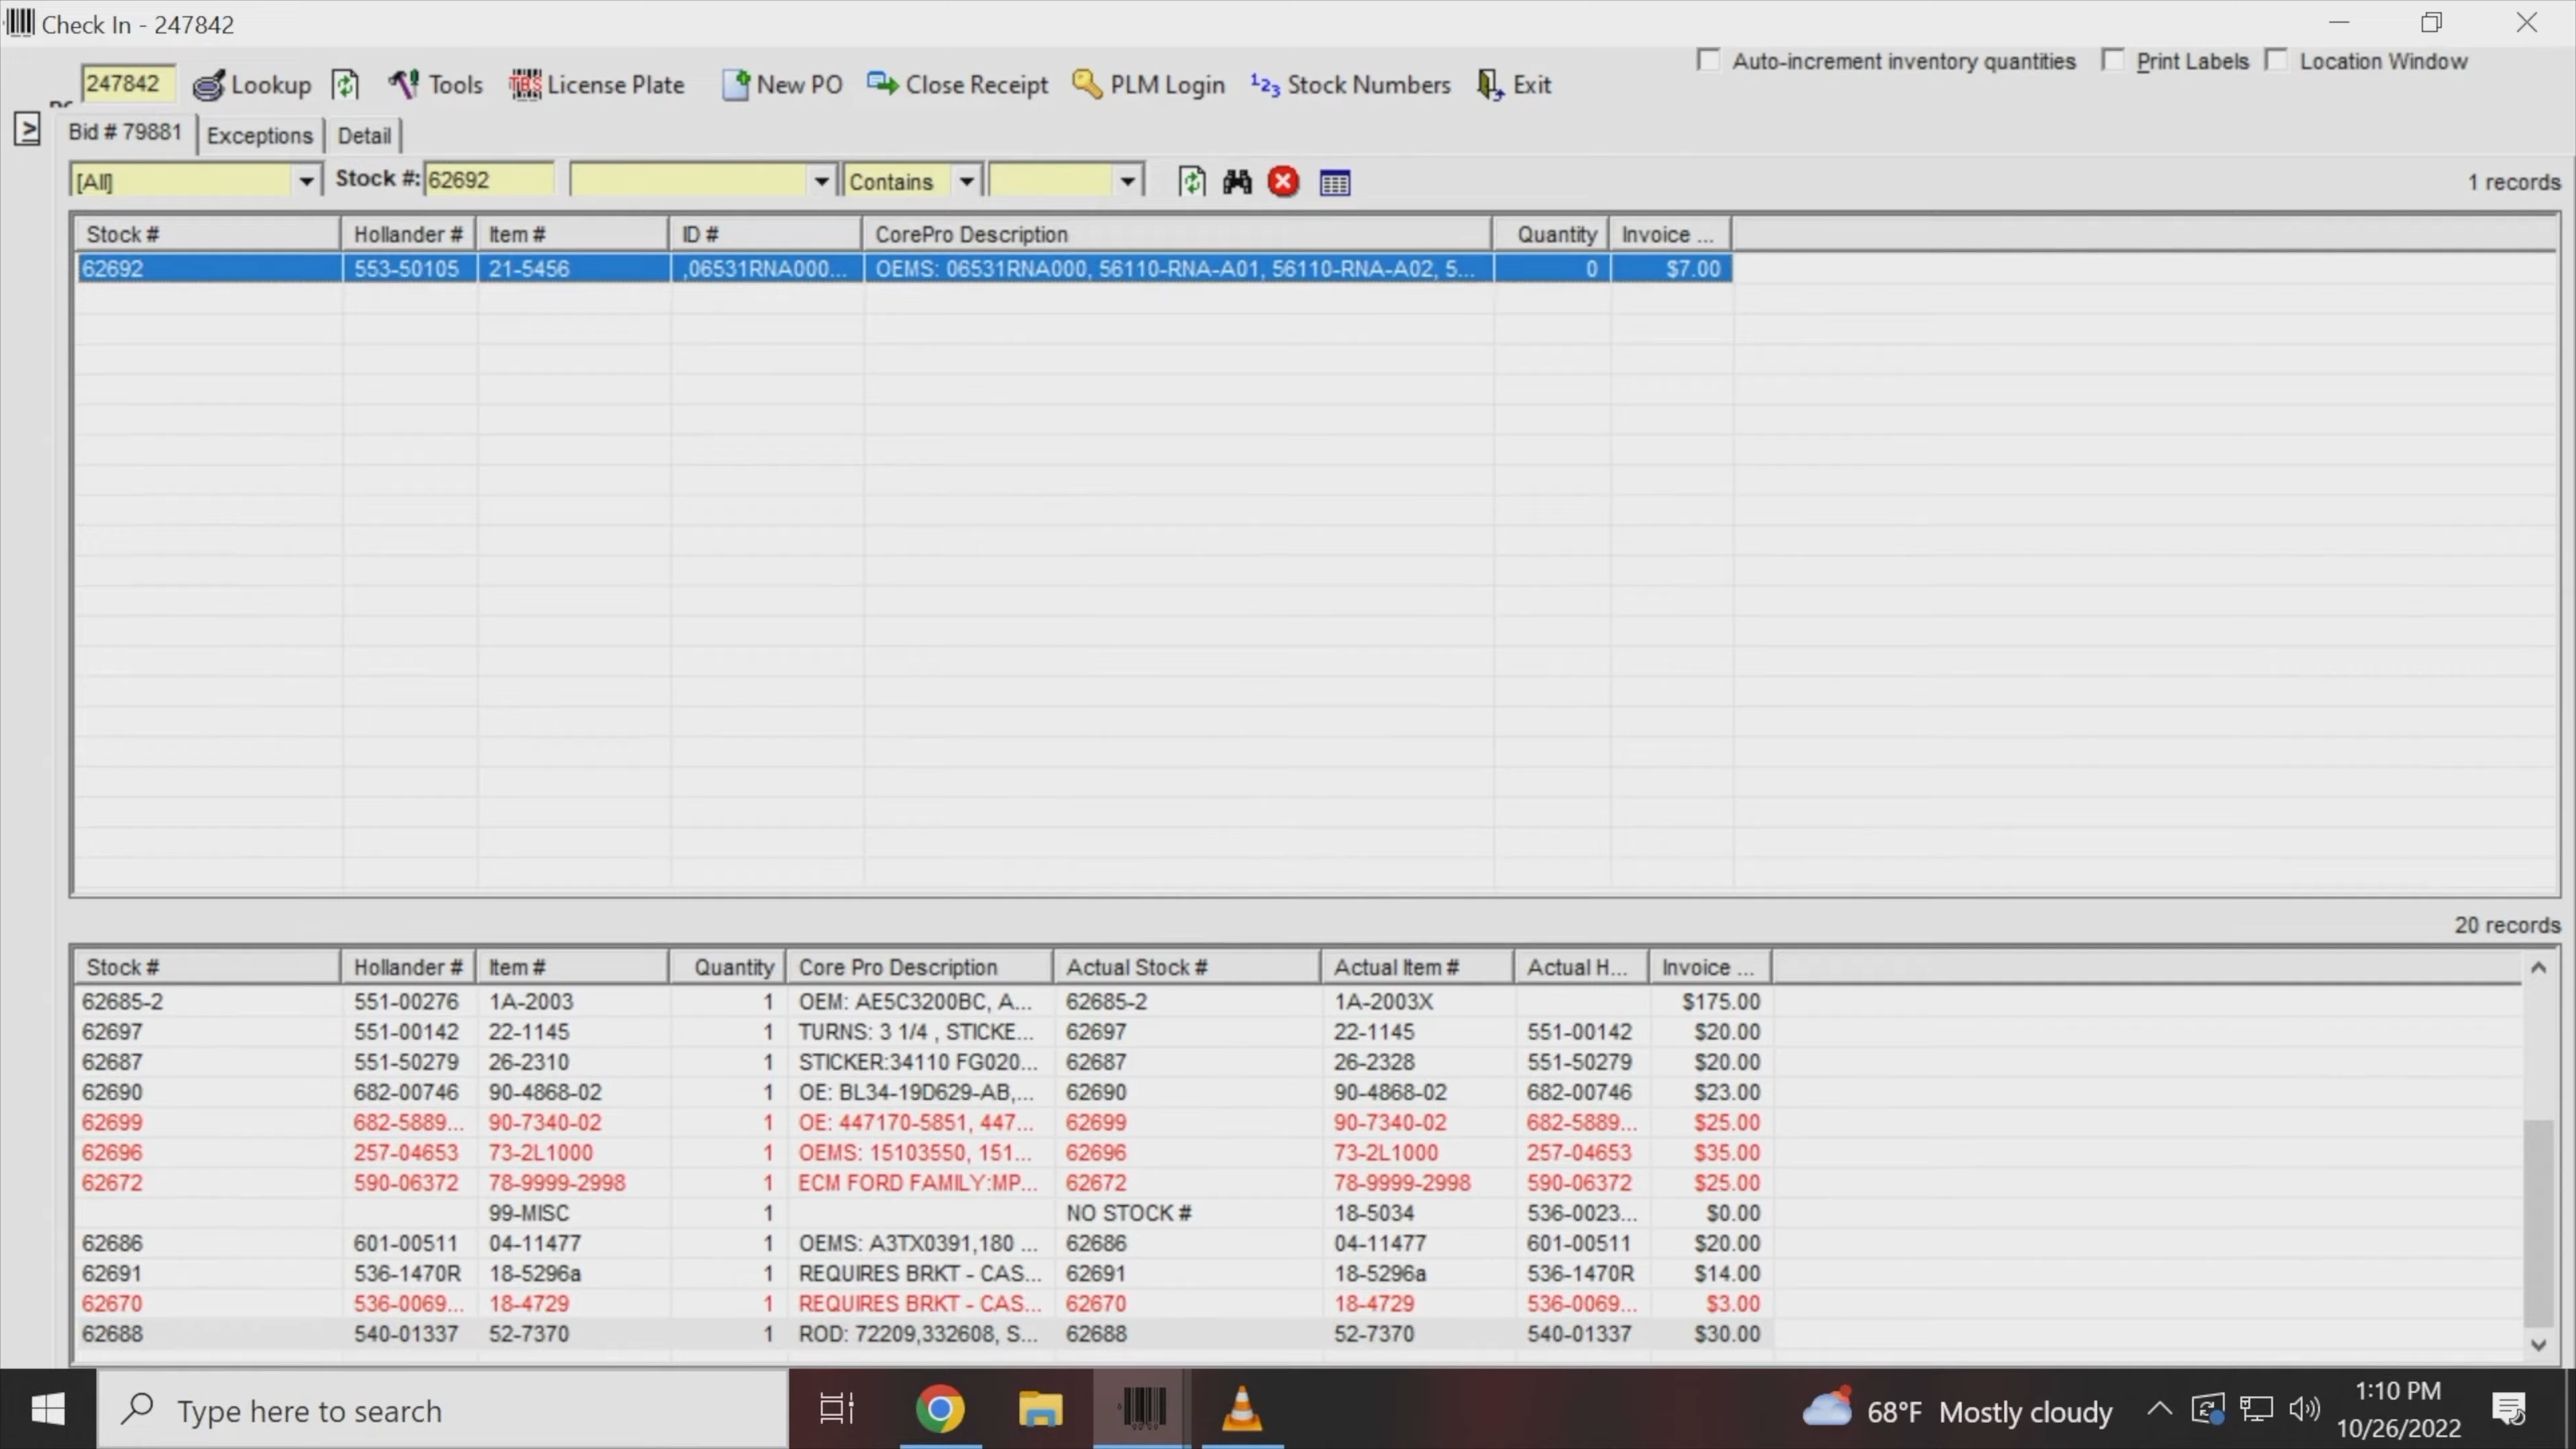 Check In - 247842
247842 Lookup Tools License Plate New PO Close Receipt PLM Login 123 Stock Numbers Exit
Auto-increment inventory quantities Print Labels Location Window
Bid # 79881 Exceptions Detail
[All] Stock #: 62692 Contains 1 records
Stock # Hollander # Item # ID # CorePro Description Quantity Invoice ...
62692 553-50105 21-5456 ,06531RNA000... OEMS: 06531RNA000, 56110-RNA-A01, 56110-RNA-A02, 5... 0 $7.00
20 records
Stock # Hollander # Item # Quantity Core Pro Description Actual Stock # Actual Item # Actual H... Invoice ...
62685-2 551-00276 1A-2003 1 OEM: AE5C3200BC, A... 62685-2 1A-2003X $175.00
62697 551-00142 22-1145 1 TURNS: 3 1/4 , STICKE... 62697 22-1145 551-00142 $20.00
62687 551-50279 26-2310 1 STICKER:34110 FG020... 62687 26-2328 551-50279 $20.00
62690 682-00746 90-4868-02 1 OE: BL34-19D629-AB,... 62690 90-4868-02 682-00746 $23.00
62699 682-5889... 90-7340-02 1 OE: 447170-5851, 447... 62699 90-7340-02 682-5889... $25.00
62696 257-04653 73-2L1000 1 OEMS: 15103550, 151... 62696 73-2L1000 257-04653 $35.00
62672 590-06372 78-9999-2998 1 ECM FORD FAMILY:MP... 62672 78-9999-2998 590-06372 $25.00
99-MISC 1 NO STOCK # 18-5034 536-0023... $0.00
62686 601-00511 04-11477 1 OEMS: A3TX0391,180 ... 62686 04-11477 601-00511 $20.00
62691 536-1470R 18-5296a 1 REQUIRES BRKT - CAS... 62691 18-5296a 536-1470R $14.00
62670 536-0069... 18-4729 1 REQUIRES BRKT - CAS... 62670 18-4729 536-0069... $3.00
62688 540-01337 52-7370 1 ROD: 72209,332608, S... 62688 52-7370 540-01337 $30.00
Type here to search
68°F Mostly cloudy
1:10 PM
10/26/2022